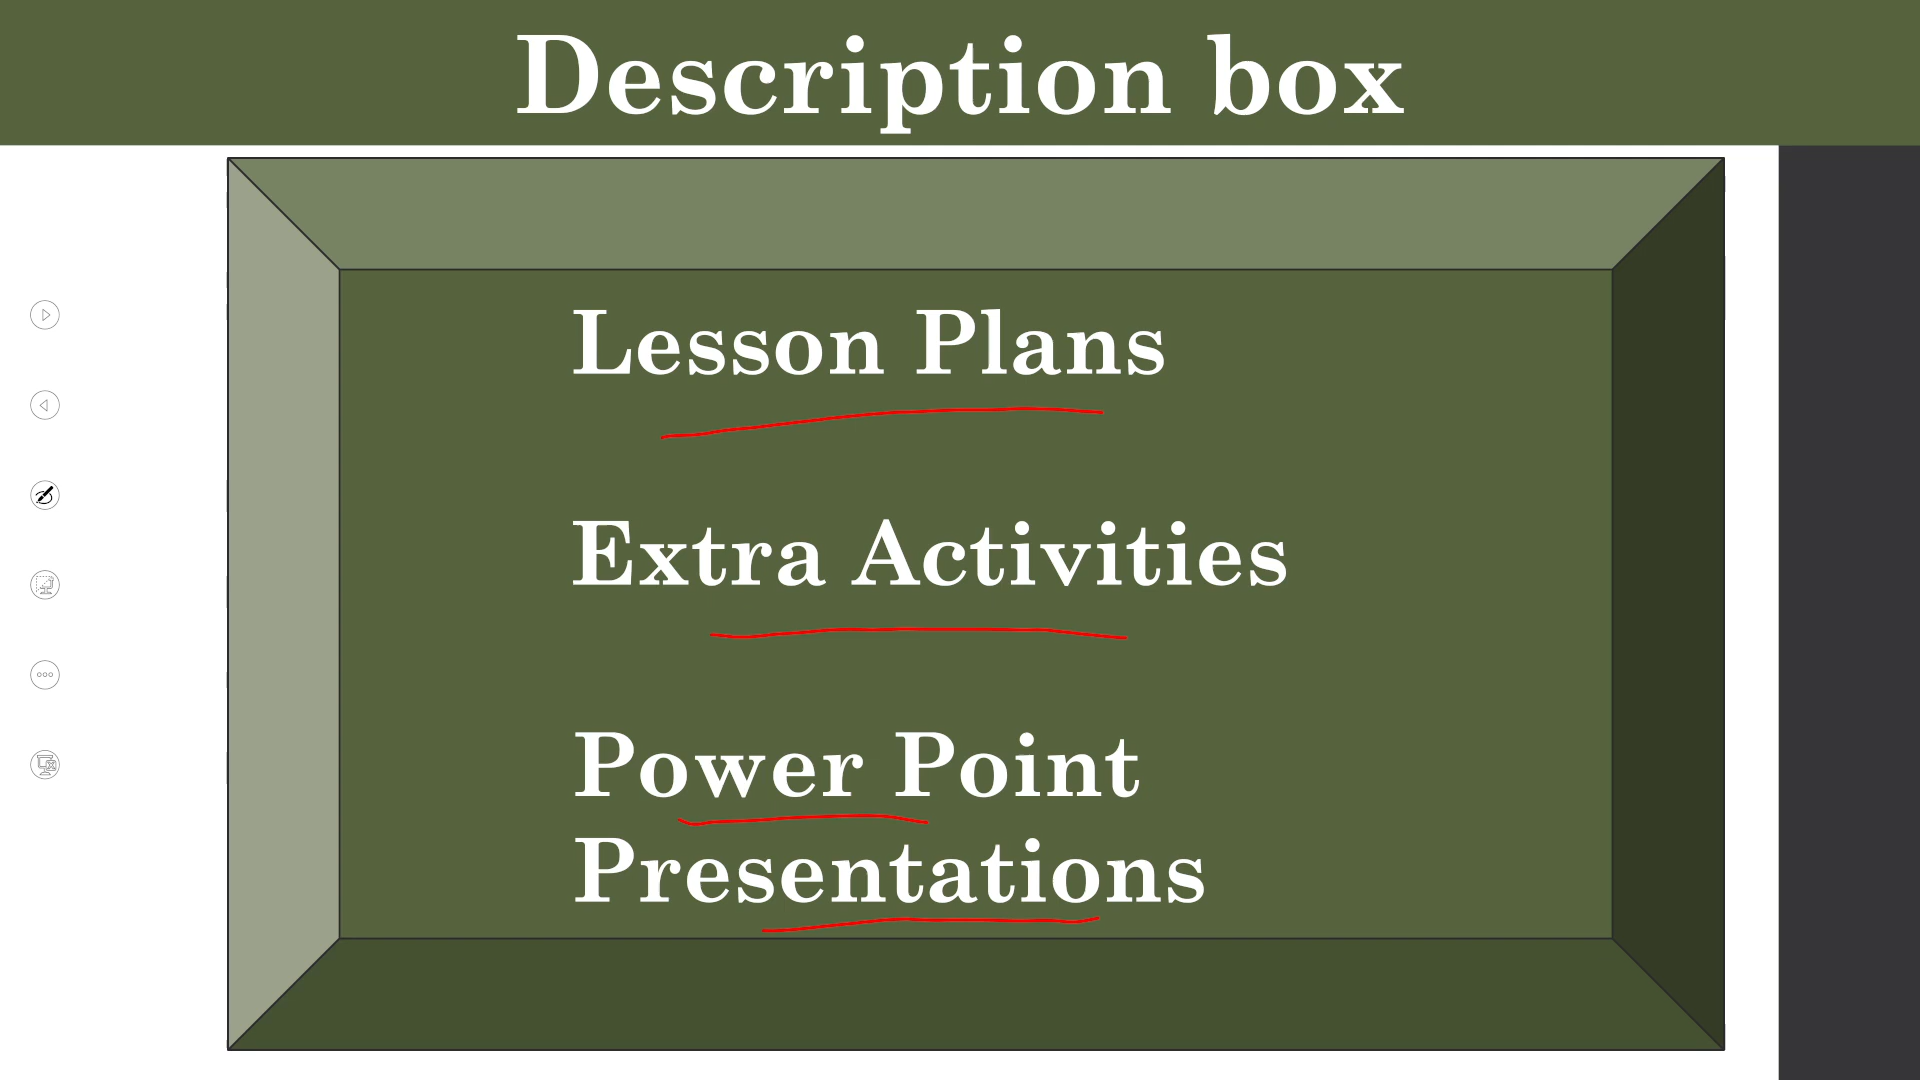 Description box
Lesson Plans
Extra Activities
Power Point
Presentations